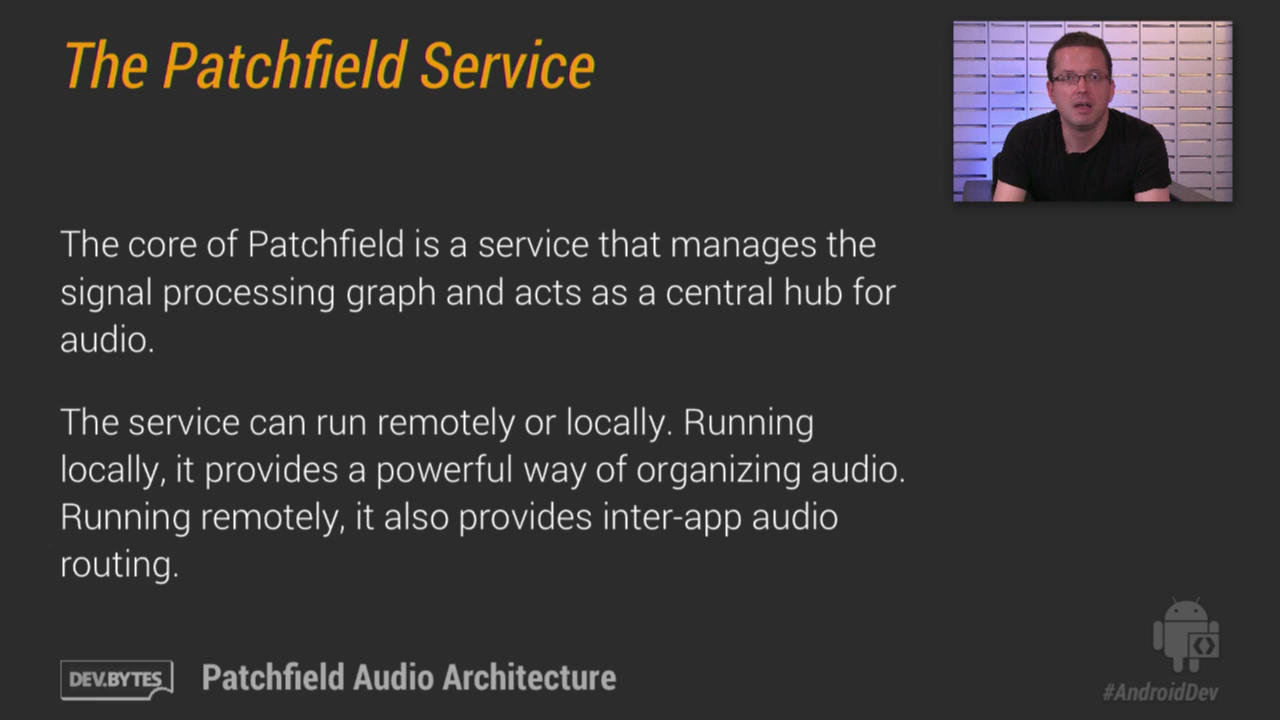 The Patchfield Service
The core of Patchfield is a service that manages the
signal processing graph and acts as a central hub for
audio.
The service can run remotely or locally. Running
locally, it provides a powerful way of organizing audio.
Running remotely, it also provides inter-app audio
routing.
DEV.BYTES
Patchfield Audio Architecture
#AndroidDev